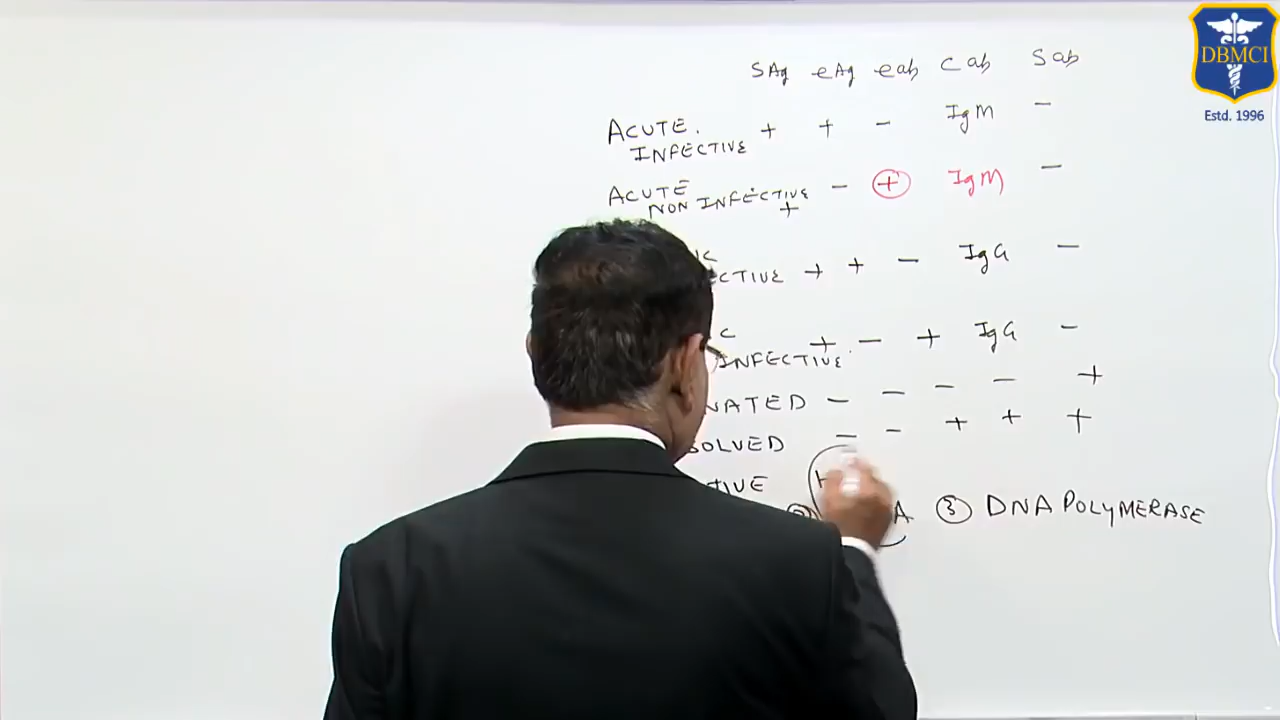 DBMCI
Estd. 1996
SAg eAg eab Cab Sab
ACUTE. + + - IgM -
INFECTIVE
ACUTE - + IgM -
NON INFECTIVE
+
IC
CTIVE + + - IgG -
C + - + IgG -
INFECTIVE
NATED - - - - +
SOLVED - - + + +
TIVE
A ③ DNA POLYMERASE